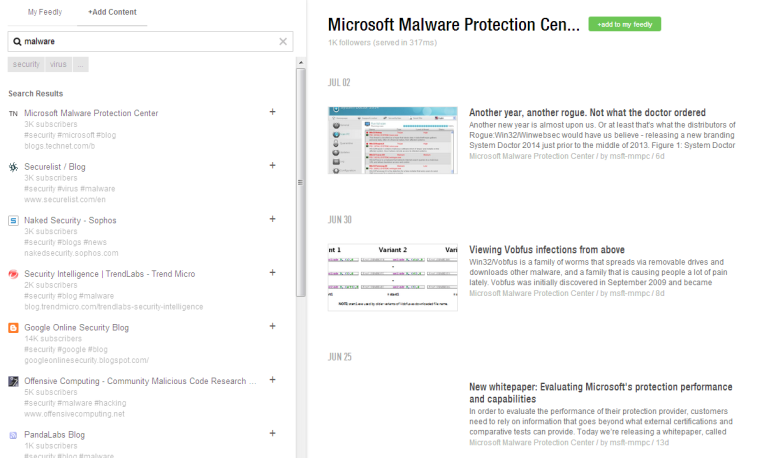 My Feedly
+Add Content
malware
security virus ...
Search Results
TN Microsoft Malware Protection Center
3K subscribers
#security #microsoft #blog
blogs.technet.com/b
Securelist / Blog
3K subscribers
#security #virus #malware
www.securelist.com/en
Naked Security - Sophos
3K subscribers
#security #blogs #news
nakedsecurity.sophos.com
Security Intelligence | TrendLabs - Trend Micro
2K subscribers
#security #blog #malware
blog.trendmicro.com/trendlabs-security-intelligence
Google Online Security Blog
14K subscribers
#security #google #blog
googleonlinesecurity.blogspot.com/
Offensive Computing - Community Malicious Code Research ...
5K subscribers
#security #malware #hacking
www.offensivecomputing.net
PandaLabs Blog
1K subscribers
#security #blog #malware
Microsoft Malware Protection Cen...
+add to my feedly
1K followers (served in 317ms)
JUL 02
Another year, another rogue. Not what the doctor ordered
Another new year is almost upon us. Or at least that's what the distributors of
Rogue:Win32/Winwebsec would have us believe - releasing a new branding
System Doctor 2014 just prior to the middle of 2013. Figure 1: System Doctor
Microsoft Malware Protection Center / by msft-mmpc / 6d
JUN 30
nt 1 Variant 2 Vari
Viewing Vobfus infections from above
Win32/Vobfus is a family of worms that spreads via removable drives and
downloads other malware, and a family that is causing people a lot of pain
lately. Vobfus was initially discovered in September 2009 and became
Microsoft Malware Protection Center / by msft-mmpc / 8d
JUN 25
New whitepaper: Evaluating Microsoft's protection performance
and capabilities
In order to evaluate the performance of their protection provider, customers
need to rely on information that goes beyond what external certifications and
comparative tests can provide. Today we're releasing a whitepaper, called
Microsoft Malware Protection Center / by msft-mmpc / 13d